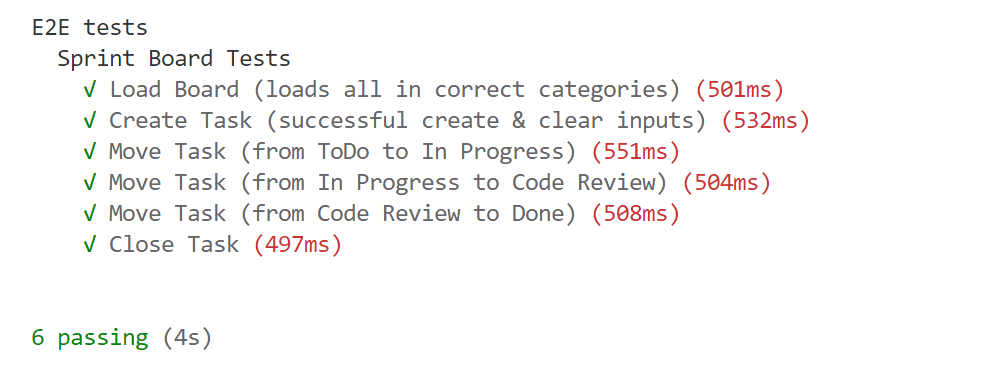 E2E tests
Sprint Board Tests
√ Load Board (loads all in correct categories) (501ms)
√ Create Task (successful create & clear inputs) (532ms)
√ Move Task (from ToDo to In Progress) (551ms)
√ Move Task (from In Progress to Code Review) (504ms)
√ Move Task (from Code Review to Done) (508ms)
√ Close Task (497ms)
6 passing (4s)